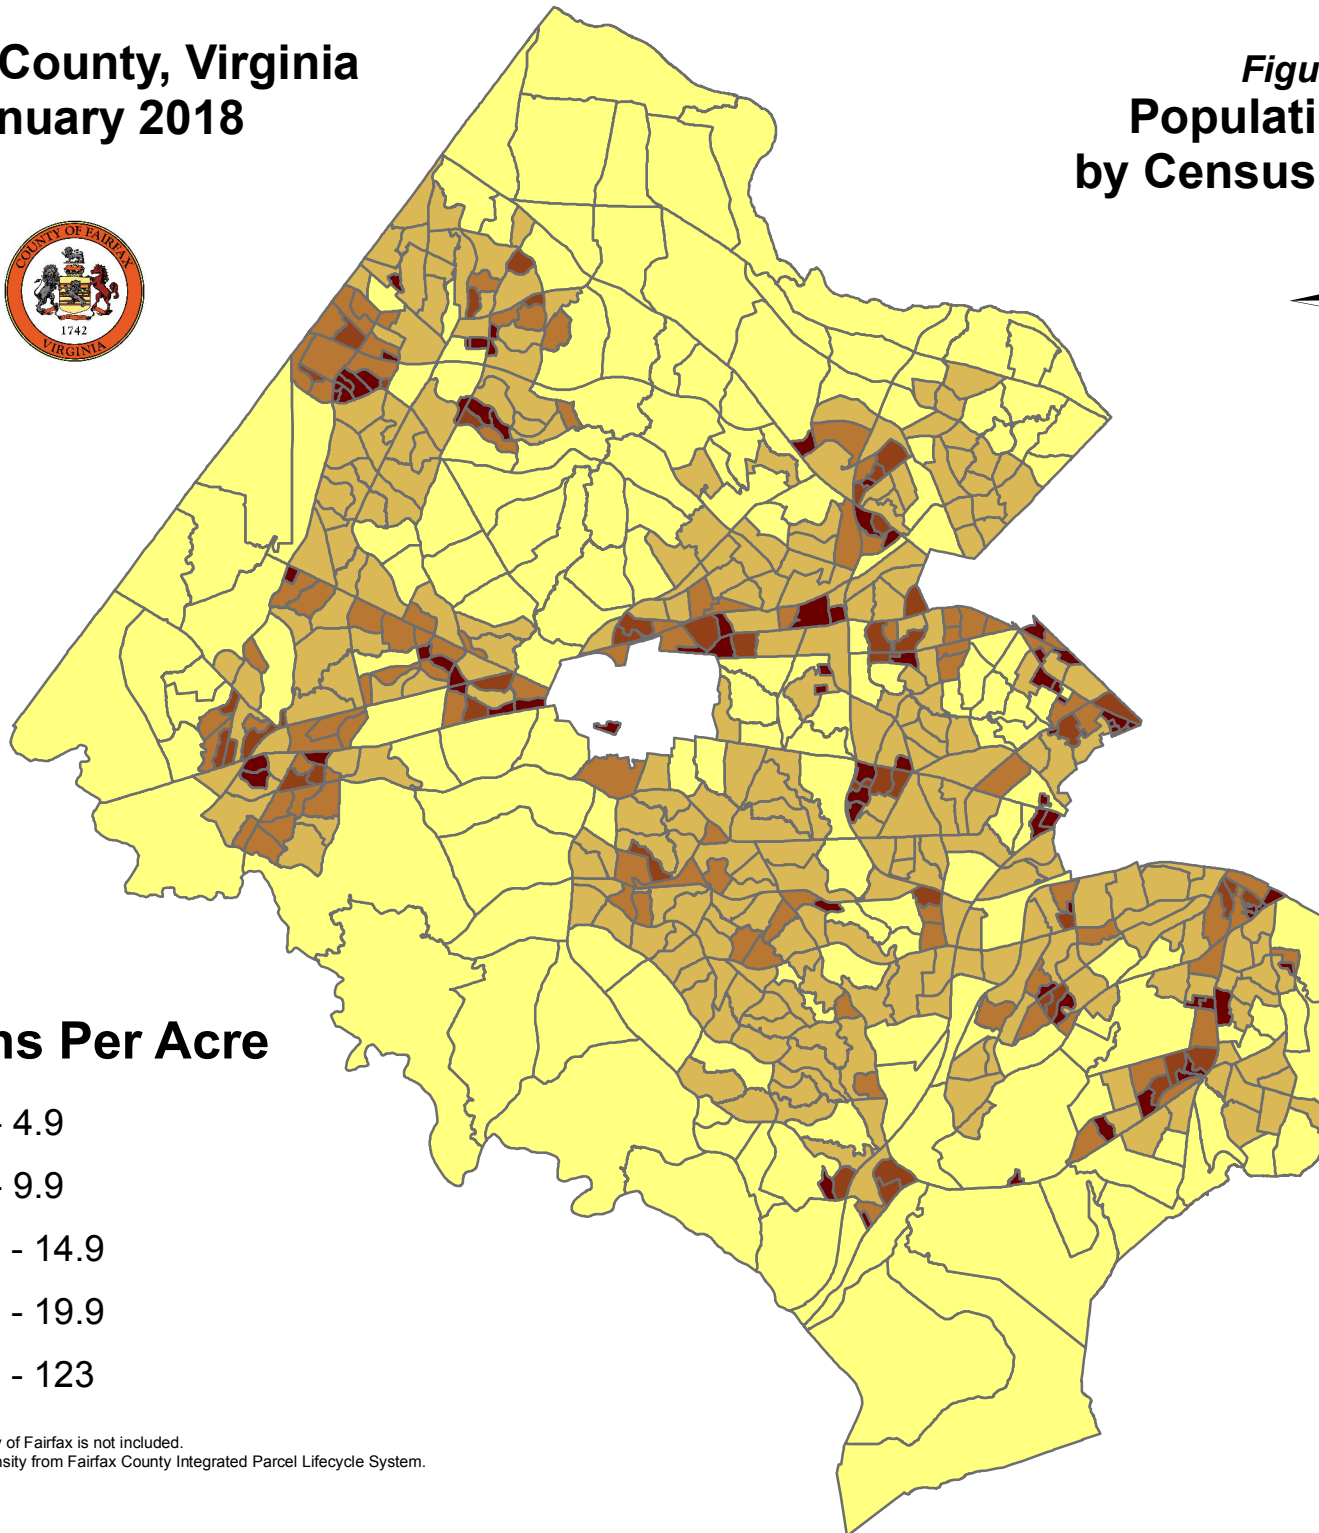 County, Virginia
nuary 2018
Figu
Populati
by Census
COUNTY OF FAIRFAX
1742
VIRGINIA
ns Per Acre
- 4.9
- 9.9
- 14.9
- 19.9
- 123
y of Fairfax is not included.
nsity from Fairfax County Integrated Parcel Lifecycle System.